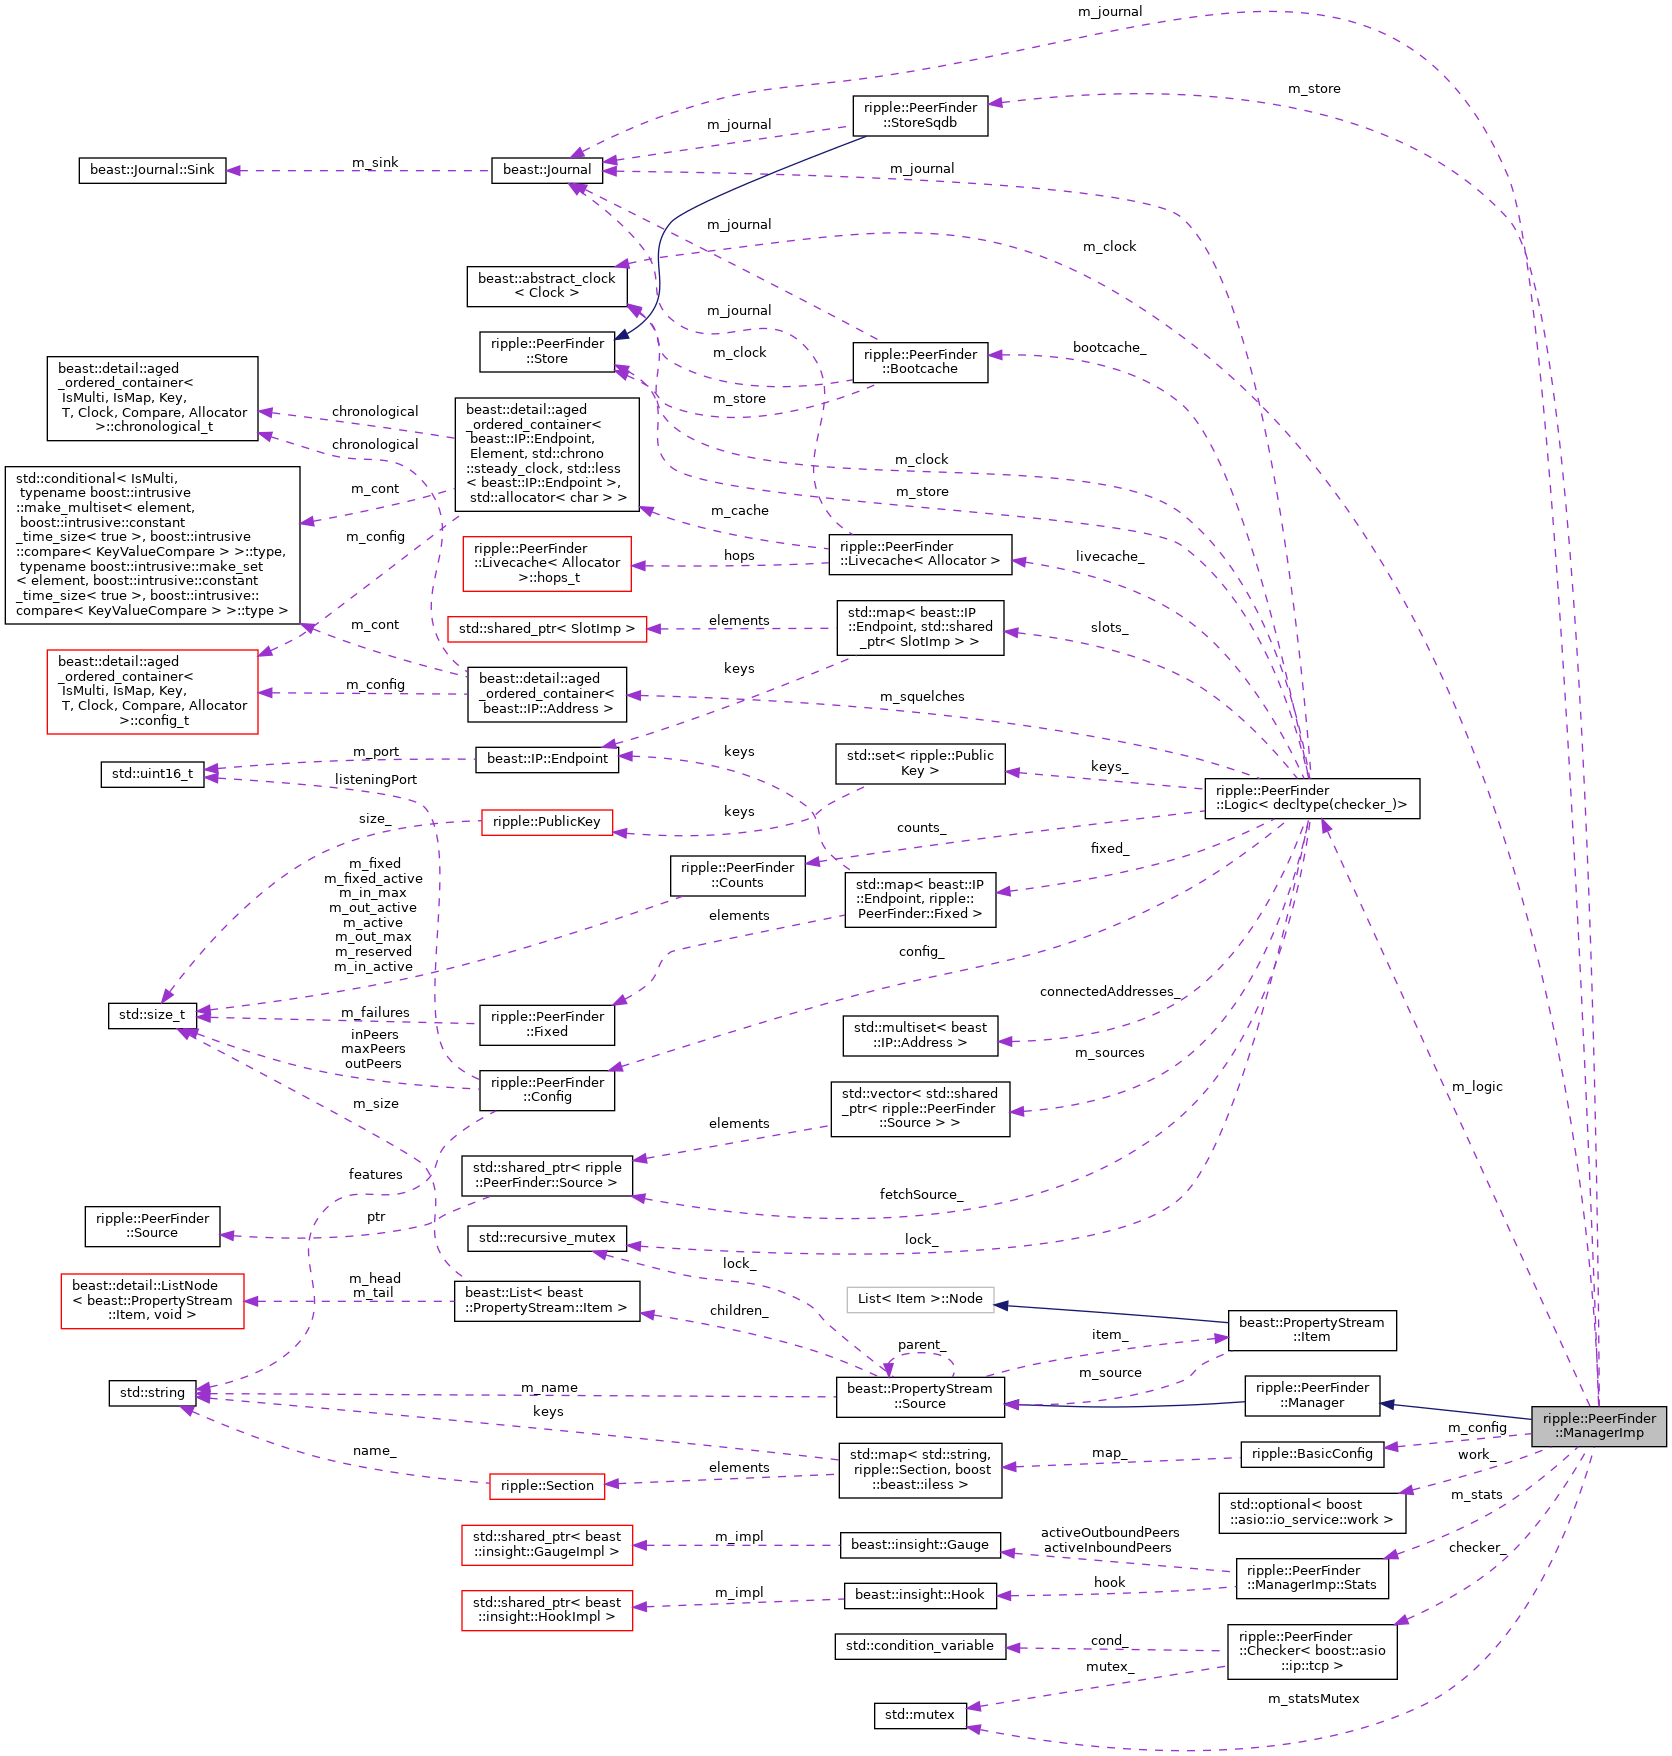 m_journal
m_store
ripple::PeerFinder
::StoreSqdb
m_journal
beast::Journal::Sink
m_sink
beast::Journal
m_journal
m_journal
m_clock
beast::abstract_clock
< Clock >
m_journal
ripple::PeerFinder
::Store
bootcache_
ripple::PeerFinder
::Bootcache
m_clock
m_store
beast::detail::aged
_ordered_container<
IsMulti, IsMap, Key,
T, Clock, Compare, Allocator
>::chronological_t
chronological
chronological
beast::detail::aged
_ordered_container<
beast::IP::Endpoint,
Element, std::chrono
::steady_clock, std::less
< beast::IP::Endpoint >,
std::allocator< char > >
m_clock
m_store
std::conditional< IsMulti,
typename boost::intrusive
::make_multiset< element,
boost::intrusive::constant
_time_size< true >, boost::intrusive
::compare< KeyValueCompare > >::type,
typename boost::intrusive::make_set
< element, boost::intrusive::constant
_time_size< true >, boost::intrusive::
compare< KeyValueCompare > >::type >
m_cont
m_config
m_cache
ripple::PeerFinder
::Livecache< Allocator
>::hops_t
hops
ripple::PeerFinder
::Livecache< Allocator >
livecache_
std::shared_ptr< SlotImp >
elements
std::map< beast::IP
::Endpoint, std::shared
_ptr< SlotImp > >
slots_
m_cont
keys
beast::detail::aged
_ordered_container<
IsMulti, IsMap, Key,
T, Clock, Compare, Allocator
>::config_t
m_config
beast::detail::aged
_ordered_container<
beast::IP::Address >
m_squelches
std::uint16_t
m_port
listeningPort
beast::IP::Endpoint
keys
std::set< ripple::Public
Key >
keys_
ripple::PeerFinder
::Logic< decltype(checker_)>
size_
ripple::PublicKey
keys
counts_
fixed_
m_fixed
m_fixed_active
m_in_max
m_out_active
m_active
m_out_max
m_reserved
m_in_active
ripple::PeerFinder
::Counts
std::map< beast::IP
::Endpoint, ripple::
PeerFinder::Fixed >
elements
config_
connectedAddresses_
std::size_t
m_failures
ripple::PeerFinder
::Fixed
std::multiset< beast
::IP::Address >
m_sources
inPeers
maxPeers
outPeers
ripple::PeerFinder
::Config
m_size
std::vector< std::shared
_ptr< ripple::PeerFinder
::Source > >
m_logic
elements
features
std::shared_ptr< ripple
::PeerFinder::Source >
fetchSource_
ripple::PeerFinder
::Source
ptr
std::recursive_mutex
lock_
lock_
beast::detail::ListNode
< beast::PropertyStream
::Item, void >
m_head
m_tail
beast::List< beast
::PropertyStream::Item >
children_
List< Item >::Node
beast::PropertyStream
::Item
parent_
item_
m_source
std::string
m_name
beast::PropertyStream
::Source
ripple::PeerFinder
::Manager
ripple::PeerFinder
::ManagerImp
keys
name_
ripple::Section
elements
std::map< std::string,
ripple::Section, boost
::beast::iless >
map_
ripple::BasicConfig
m_config
work_
std::optional< boost
::asio::io_service::work >
m_stats
std::shared_ptr< beast
::insight::GaugeImpl >
m_impl
beast::insight::Gauge
activeOutboundPeers
activeInboundPeers
ripple::PeerFinder
::ManagerImp::Stats
checker_
std::shared_ptr< beast
::insight::HookImpl >
m_impl
beast::insight::Hook
hook
std::condition_variable
cond_
ripple::PeerFinder
::Checker< boost::asio
::ip::tcp >
mutex_
std::mutex
m_statsMutex